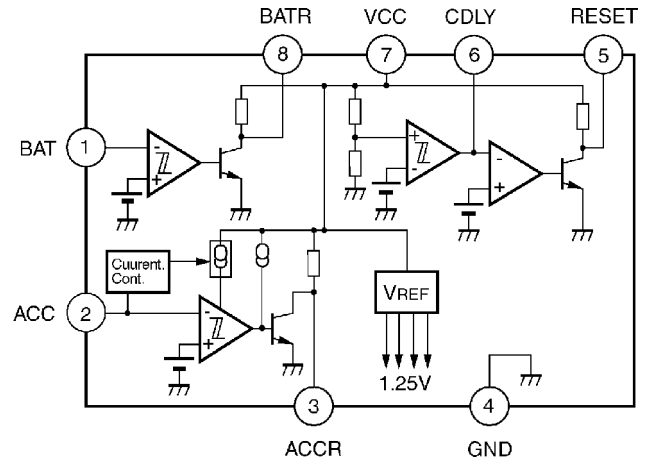 BATR VCC CDLY RESET
8 7 6 5
BAT 1
- +
+ -
- +
Cuurent.
Cont.
ACC 2
- +
VREF
1.25V
3 4
ACCR GND